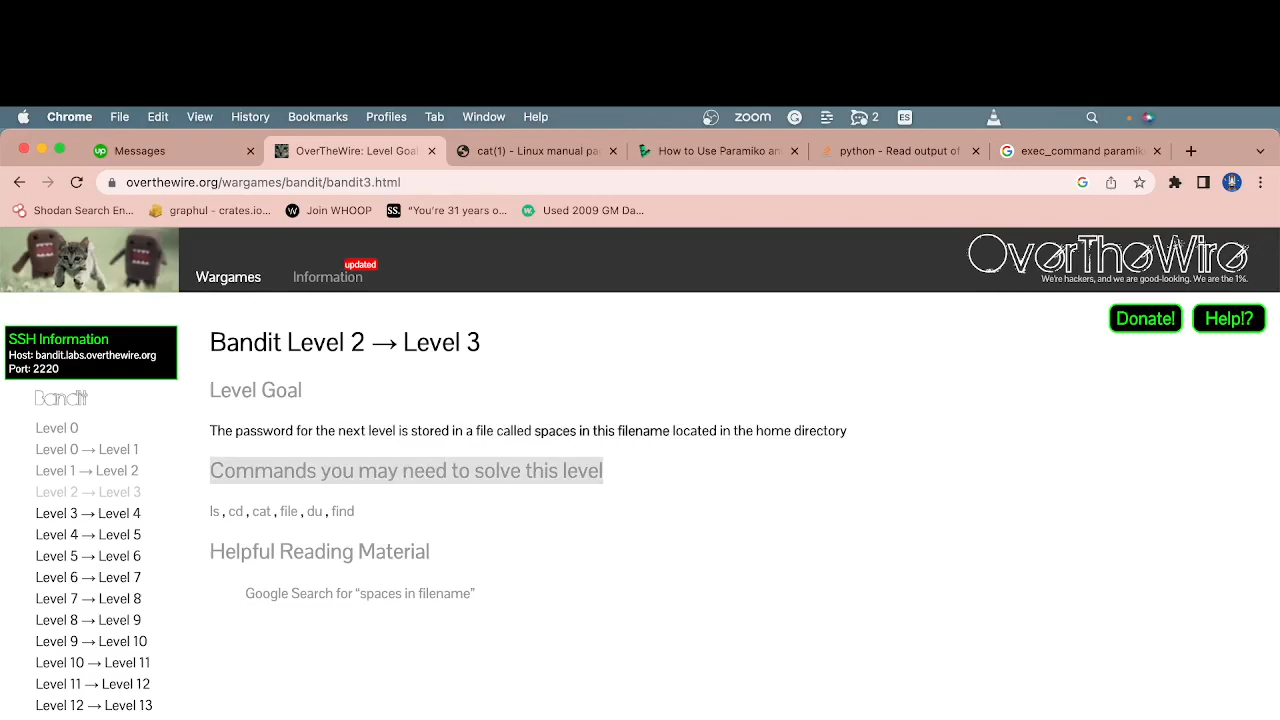 Chrome File Edit View History Bookmarks Profiles Tab Window Help zoom 2 ES
up Messages OverTheWire: Level Goal cat(1) - Linux manual pa How to Use Paramiko an python - Read output of exec_command paramik
overthewire.org/wargames/bandit/bandit3.html
Shodan Search En... graphul - crates.io... W Join WHOOP SS. "You're 31 years o... Used 2009 GM Da...
updated
Wargames Information
OverTheWire
We're hackers, and we are good-looking. We are the 1%.
Donate! Help!?
SSH Information
Host: bandit.labs.overthewire.org
Port: 2220
Bandit
Level 0
Level 0 → Level 1
Level 1 → Level 2
Level 2 → Level 3
Level 3 → Level 4
Level 4 → Level 5
Level 5 → Level 6
Level 6 → Level 7
Level 7 → Level 8
Level 8 → Level 9
Level 9 → Level 10
Level 10 → Level 11
Level 11 → Level 12
Level 12 → Level 13
Bandit Level 2 → Level 3
Level Goal
The password for the next level is stored in a file called spaces in this filename located in the home directory
Commands you may need to solve this level
ls , cd , cat , file , du , find
Helpful Reading Material
Google Search for “spaces in filename”